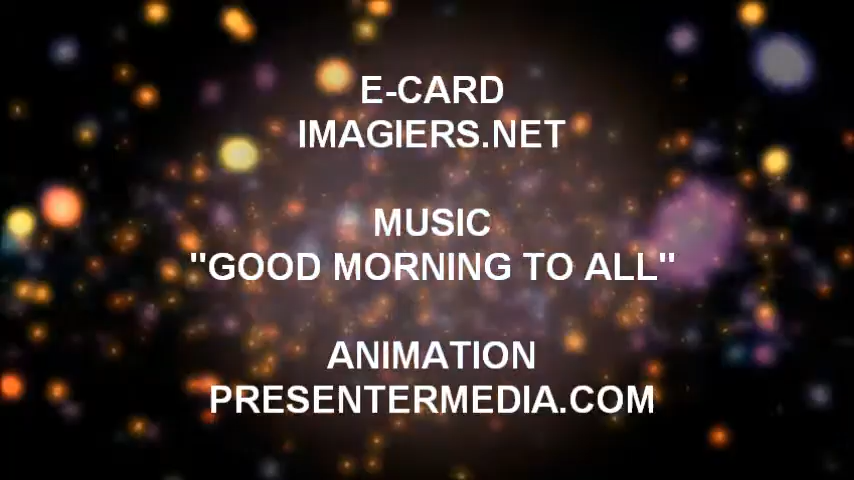 E-CARD
IMAGIERS.NET
MUSIC
"GOOD MORNING TO ALL"
ANIMATION
PRESENTERMEDIA.COM